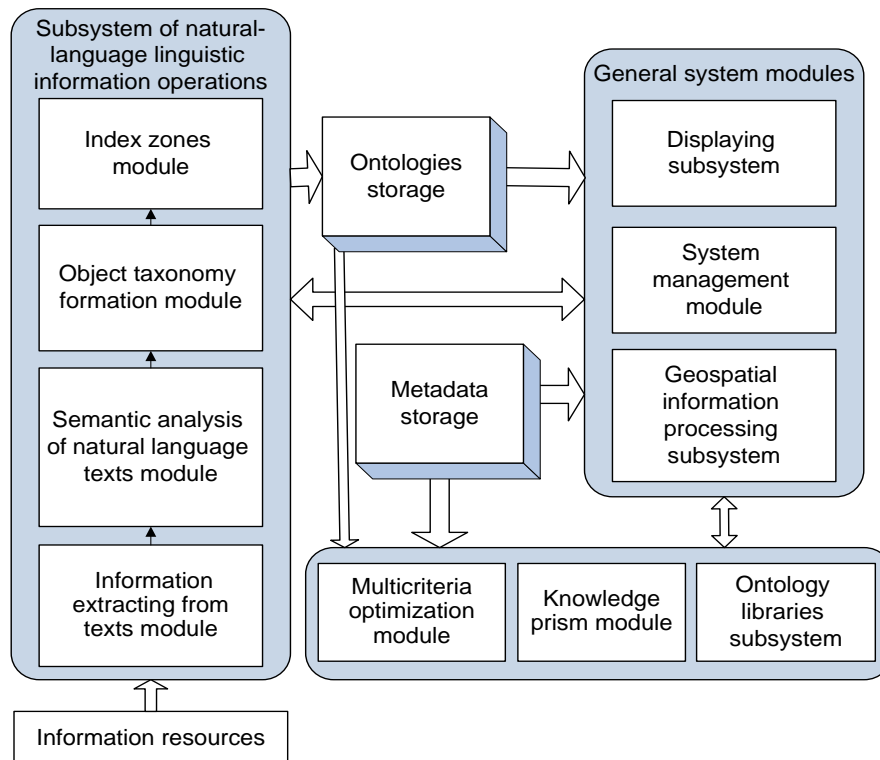 Subsystem of natural-
language linguistic
information operations
Index zones
module
Object taxonomy
formation module
Semantic analysis
of natural language
texts module
Information
extracting from
texts module
Information resources
Ontologies
storage
Metadata
storage
General system modules
Displaying
subsystem
System
management
module
Geospatial
information
processing
subsystem
Multicriteria
optimization
module
Knowledge
prism module
Ontology
libraries
subsystem